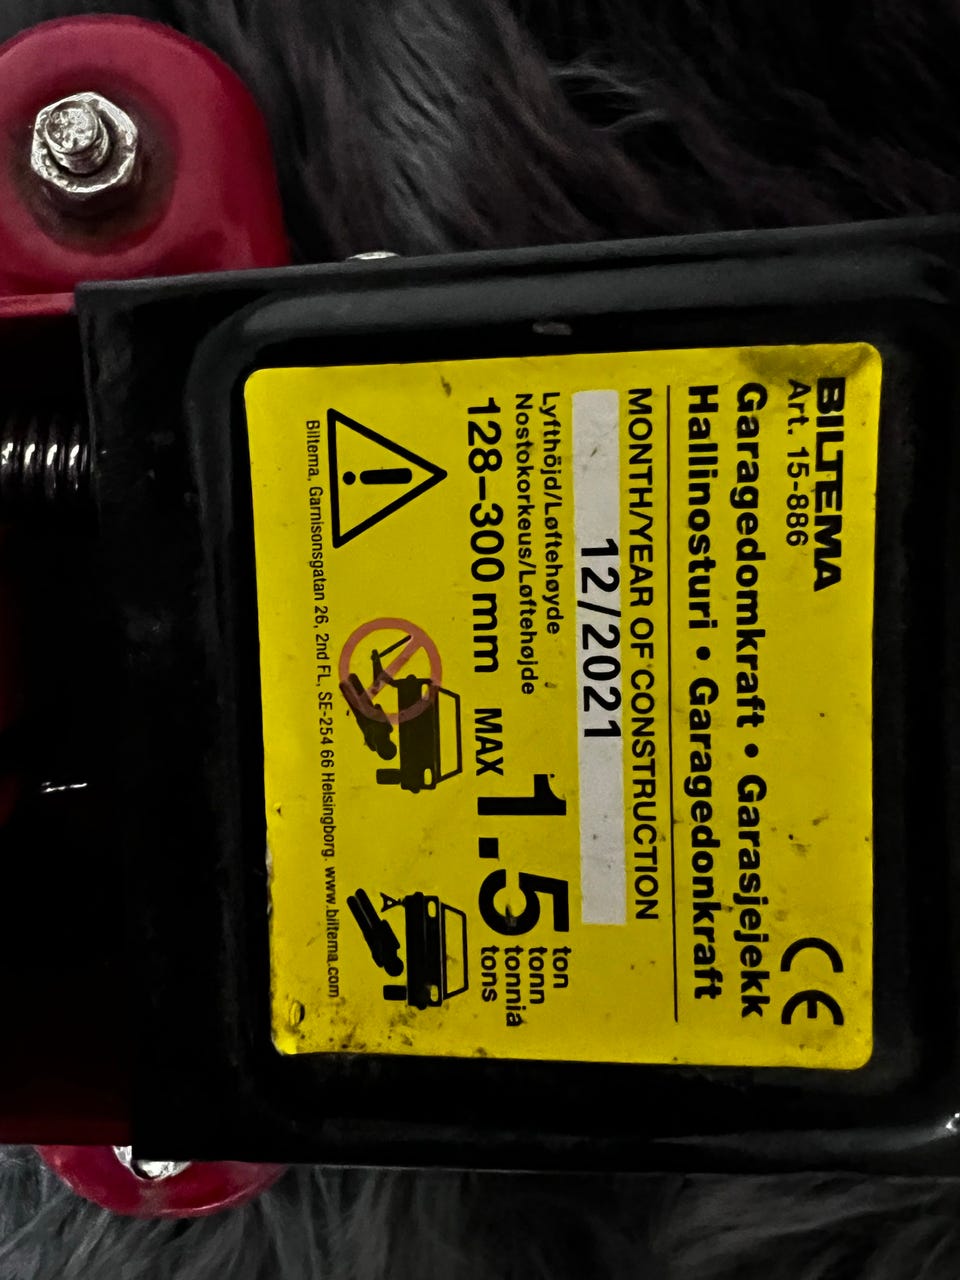 BILTEMA
Art. 15-886
CE
Garagedomkraft • Garasjejekk
Hallinosturi • Garagedonkraft
MONTH/YEAR OF CONSTRUCTION
12/2021
Lyfthöjd/Løftehøyde
Nostokorkeus/Løftehøjde
128–300 mm MAX 1.5
ton
tonn
tonnia
tons
A
Biltema, Garnisonsgatan 26, 2nd FL, SE-254 66 Helsingborg. www.biltema.com